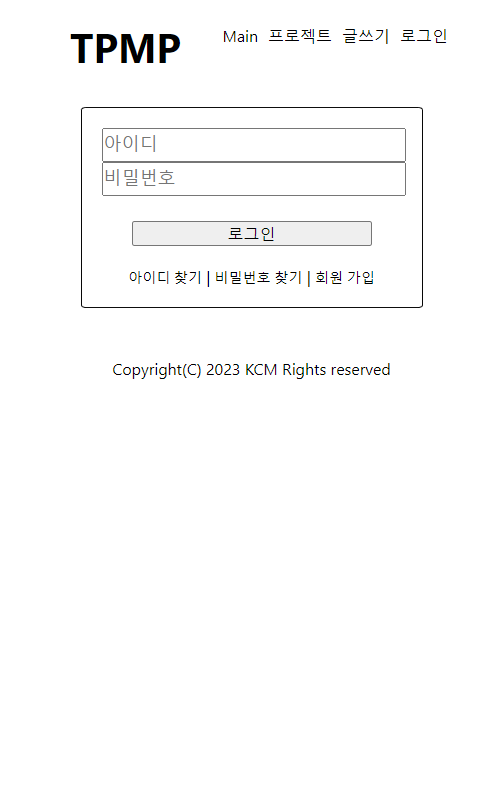 TPMP
Main 프로젝트 글쓰기 로그인
아이디
비밀번호
로그인
아이디 찾기 | 비밀번호 찾기 | 회원 가입
Copyright(C) 2023 KCM Rights reserved